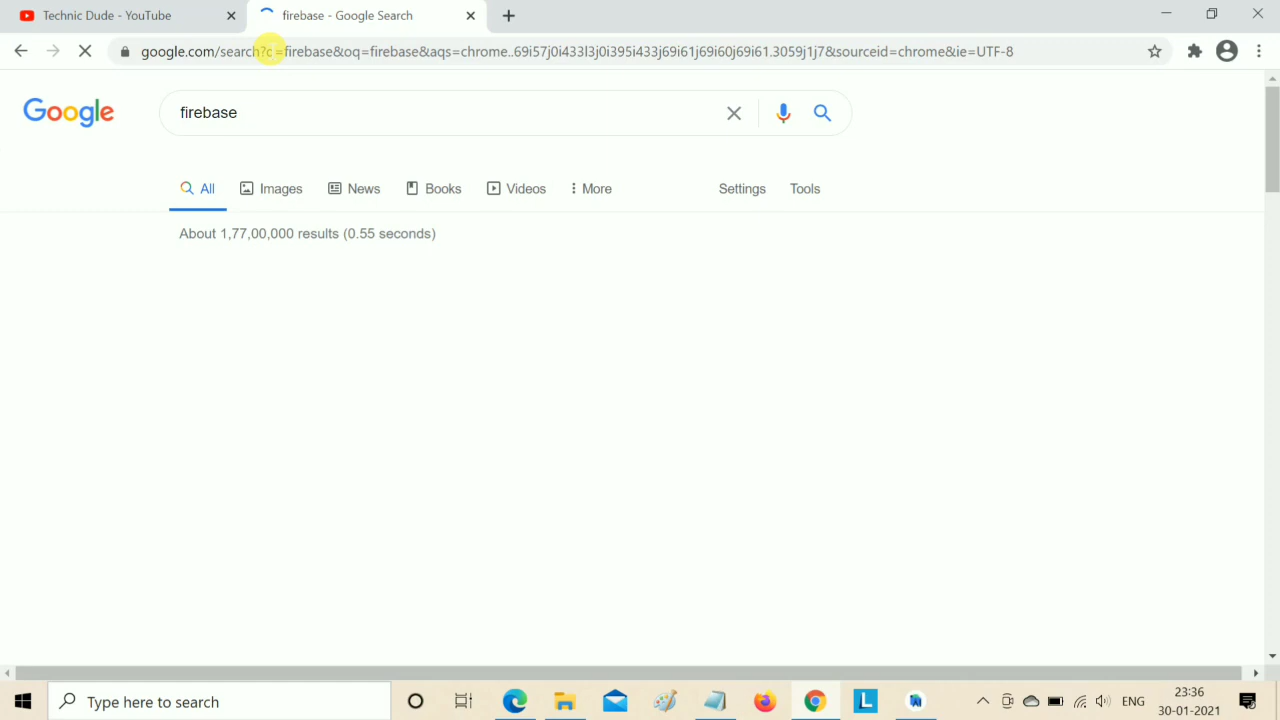 Technic Dude - YouTube
firebase - Google Search
google.com/search?q=firebase&oq=firebase&aqs=chrome..69i57j0i433l3j0i395i433j69i61j69i60j69i61.3059j1j7&sourceid=chrome&ie=UTF-8
Google
firebase
All
Images
News
Books
Videos
More
Settings
Tools
About 1,77,00,000 results (0.55 seconds)
Type here to search
L
ENG
23:36
30-01-2021